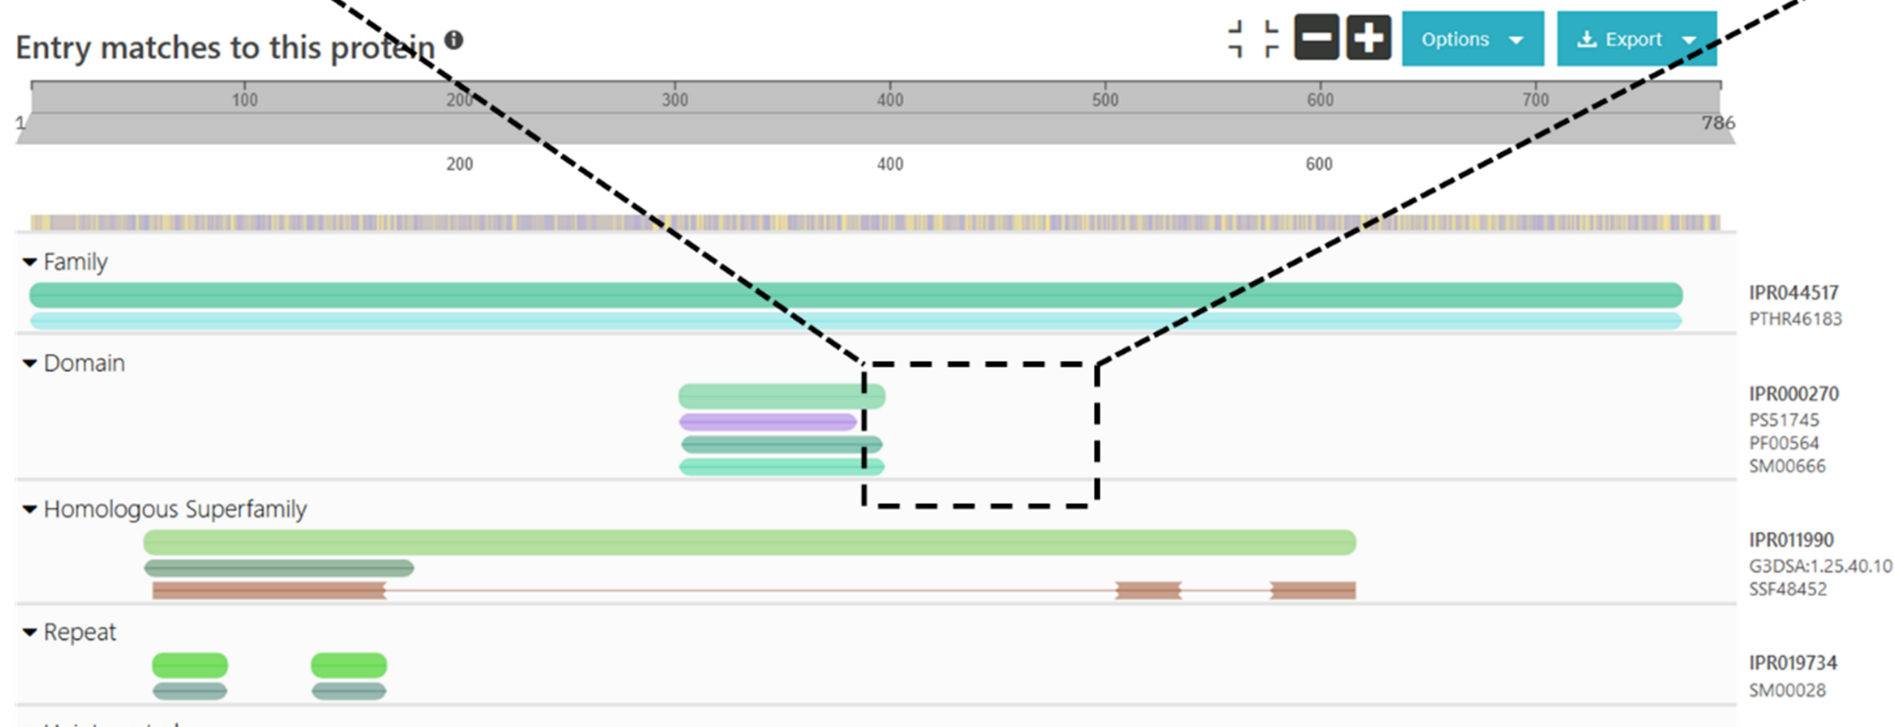 Entry matches to this protein
Options
Export
100 200 300 400 500 600 700
1 786
200 400 600
Family
IPR044517
PTHR46183
Domain
IPR000270
PS51745
PF00564
SM00666
Homologous Superfamily
IPR011990
G3DSA:1.25.40.10
SSF48452
Repeat
IPR019734
SM00028